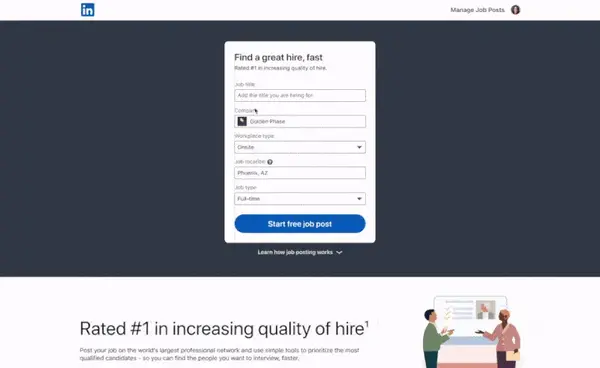 in
Manage Job Posts
Find a great hire, fast
Rated #1 in increasing quality of hire.
Job title
Add the title you are hiring for
Company
Golden Phase
Workplace type
Onsite
Job location
Phoenix, AZ
Job type
Full-time
Start free job post
Learn how job posting works
Rated #1 in increasing quality of hire¹
Post your job on the world's largest professional network and use simple tools to prioritize the most
qualified candidates – so you can find the people you want to interview, faster.